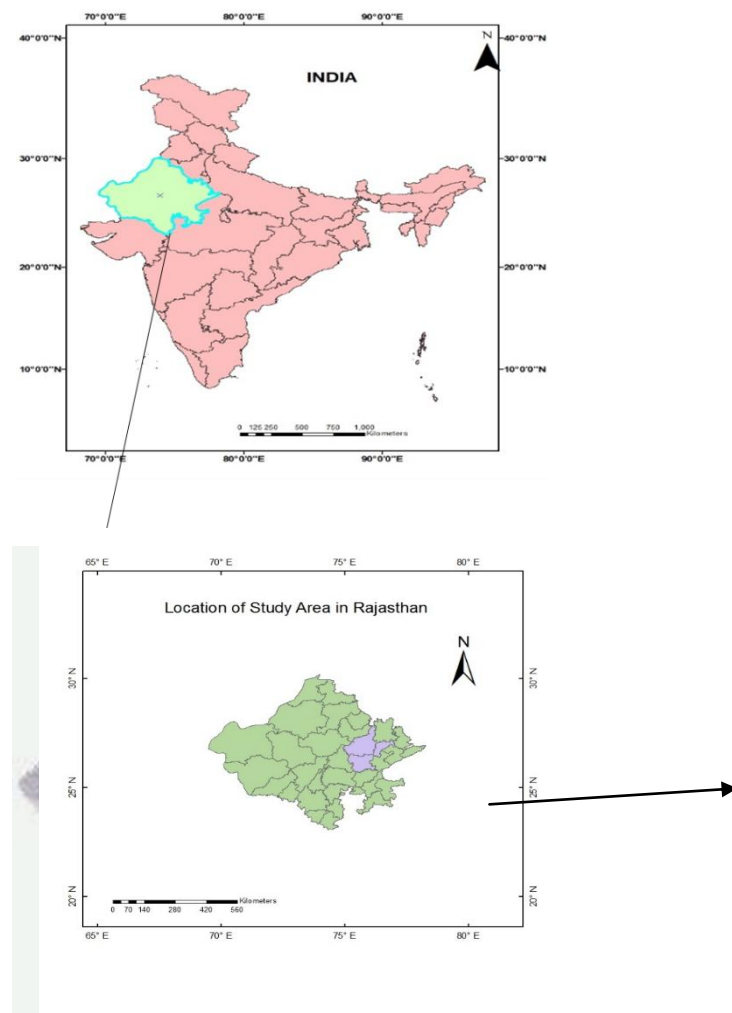 70°0'0"E 80°0'0"E 90°0'0"E
40°0'0"N 40°0'0"N
N
INDIA
30°0'0"N 30°0'0"N
20°0'0"N 20°0'0"N
10°0'0"N 10°0'0"N
0 125 250 500 750 1,000
Kilometers
70°0'0"E 80°0'0"E 90°0'0"E
65° E 70° E 75° E 80° E
Location of Study Area in Rajasthan
N
30° N 30° N
25° N 25° N
20° N 20° N
Kilometers
0 70 140 280 420 560
65° E 70° E 75° E 80° E